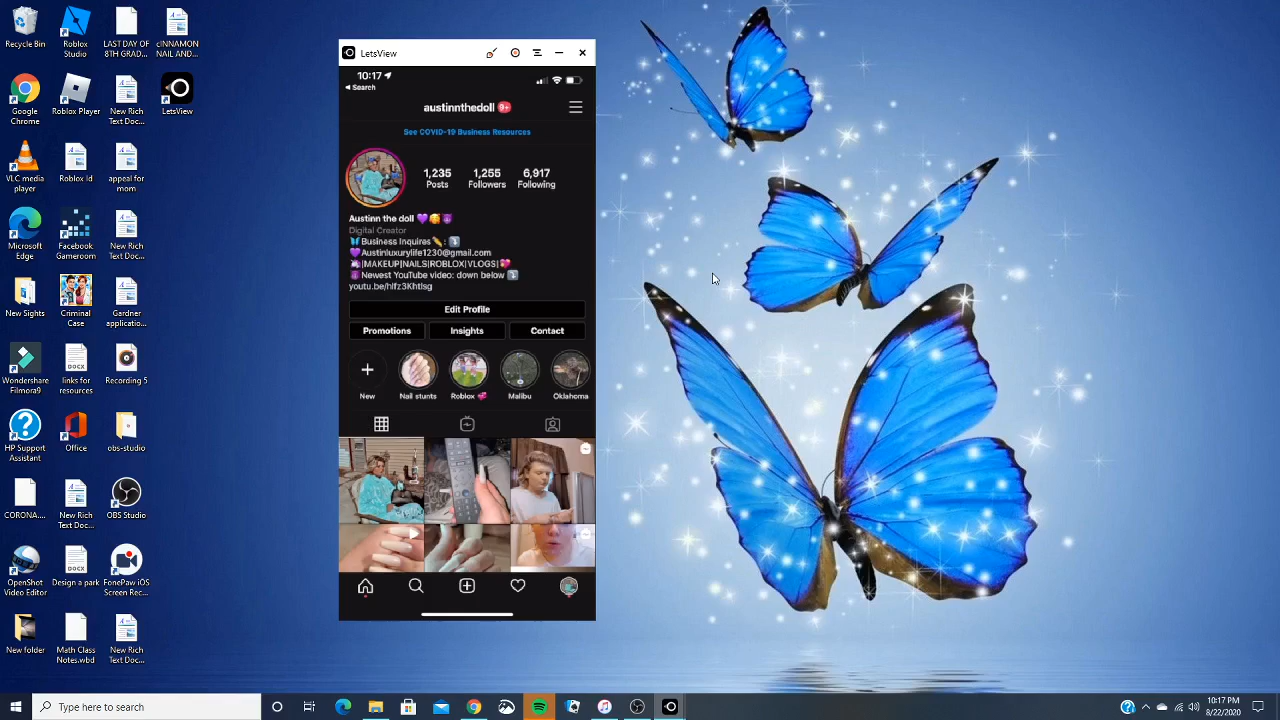 Recycle Bin
Roblox
LAST DAY OF
8TH GRAD...
cINNAMON
NAIL AND...
Google
Chrome
Roblox Player
New Rich
Text Doc...
LetsView
VLC media
player
Roblox Id
appeal for
mom
Microsoft
Edge
Facebook
Gameroom
New Rich
Text Doc...
New Sights
Criminal
Case
Gardner
applicatio...
Wondershare
Filmora9
links for
resources
Recording 5
HP Support
Assistant
Office
obs-studio
CORONA....
New Rich
Text Docu...
OBS Studio
OpenShot
Video Editor
Design a park
FonePaw iOS
Screen Rec...
New folder
Math Class
Notes.wbd
New Rich
Text Doc...
LetsView
10:17
Search
austinnthedoll 9+
See COVID-19 Business Resources
1,235
Posts
1,255
Followers
6,917
Following
Austinn the doll 💜🥰😈
Digital Creator
🦋Business Inquires✏️: ⤵️
💜Austinluxurylife1230@gmail.com
🦄|MAKEUP|NAILS|ROBLOX|VLOGS|💖
😈Newest YouTube video: down below ⤵️
Edit Profile
Promotions
Insights
Contact
New
Nail stunts
Roblox 💞
Malibu
Oklahoma
Type here to search
10:17 PM
8/22/2020